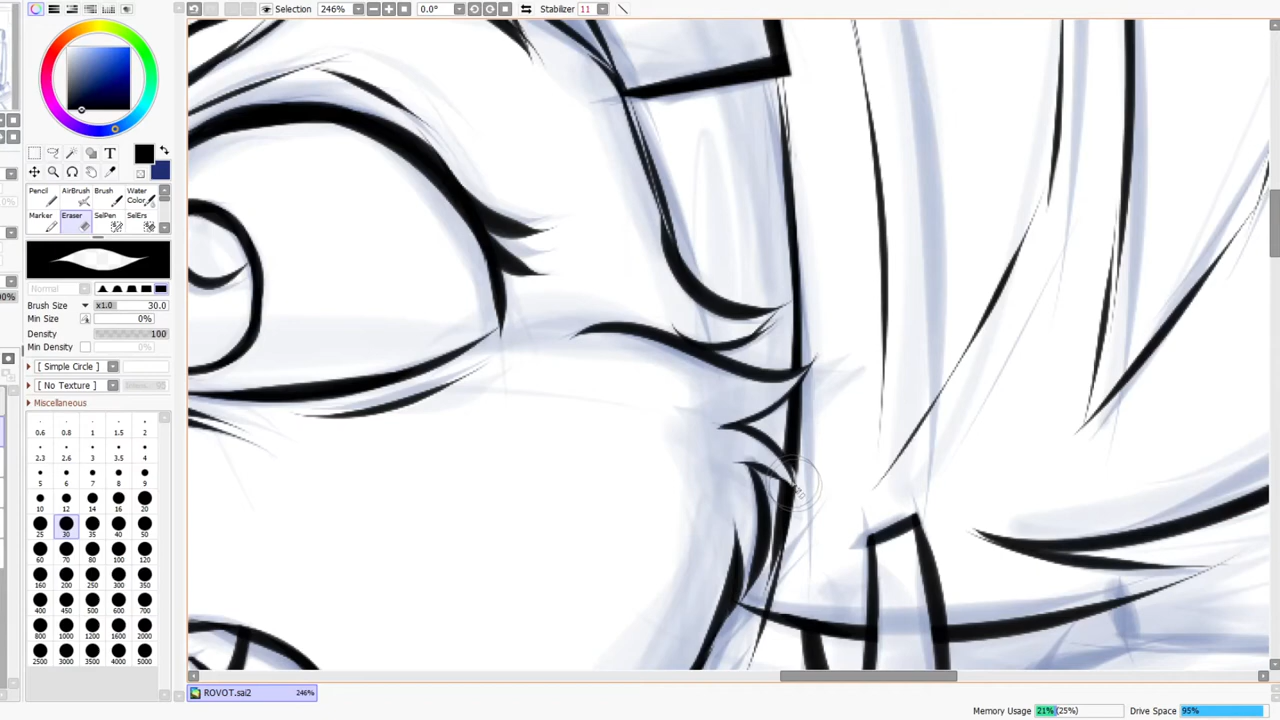 Selection 246% 0.0° Stabilizer 11
T
Pencil AirBrush Brush Water Color
Marker Eraser SelPen SelErs
Normal
Brush Size x1.0 30.0
Min Size 0%
Density 100
Min Density 0%
[ Simple Circle ]
[ No Texture ] 95
Miscellaneous
0.6 0.8 1 1.5 2
2.3 2.6 3 3.5 4
5 6 7 8 9
10 12 14 16 20
25 30 35 40 50
60 70 80 100 120
160 200 250 300 350
400 450 500 600 700
800 1000 1200 1600 2000
2500 3000 3500 4000 5000
ROVOT.sai2 246%
Memory Usage 21% (25%) Drive Space 95%